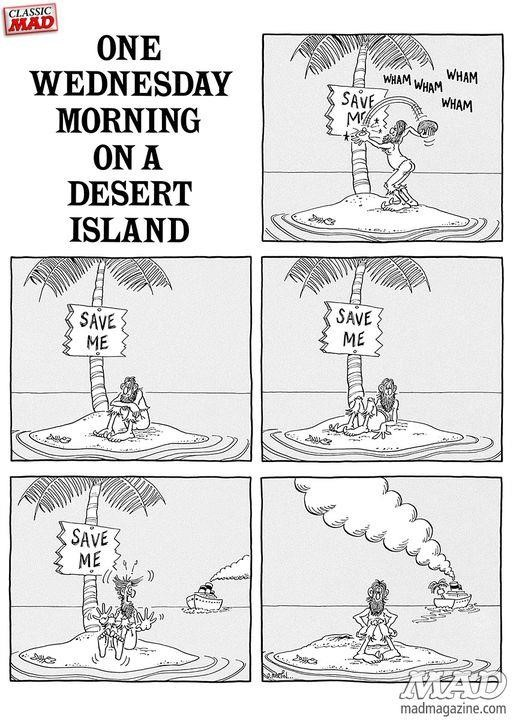 CLASSIC
MAD
ONE
WEDNESDAY
MORNING
ON A
DESERT
ISLAND
WHAM WHAM WHAM
WHAM
SAVE
ME
SAVE
ME
SAVE
ME
SAVE
ME
MAD
madmagazine.com